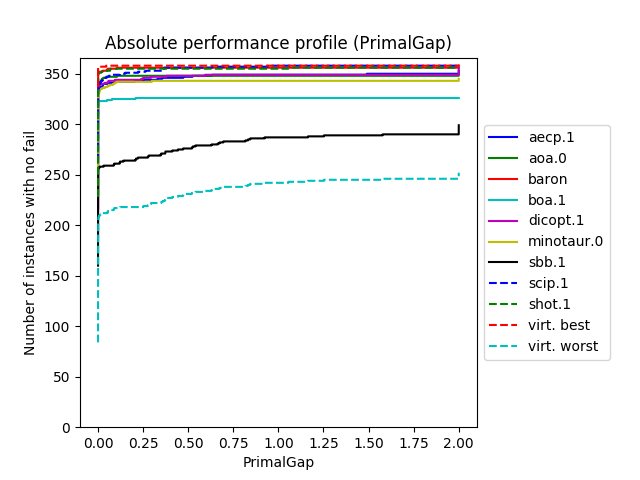 Absolute performance profile (PrimalGap)
Number of instances with no fail
350
300
250
200
150
100
50
0
0.00 0.25 0.50 0.75 1.00 1.25 1.50 1.75 2.00
PrimalGap
aecp.1
aoa.0
baron
boa.1
dicopt.1
minotaur.0
sbb.1
scip.1
shot.1
virt. best
virt. worst